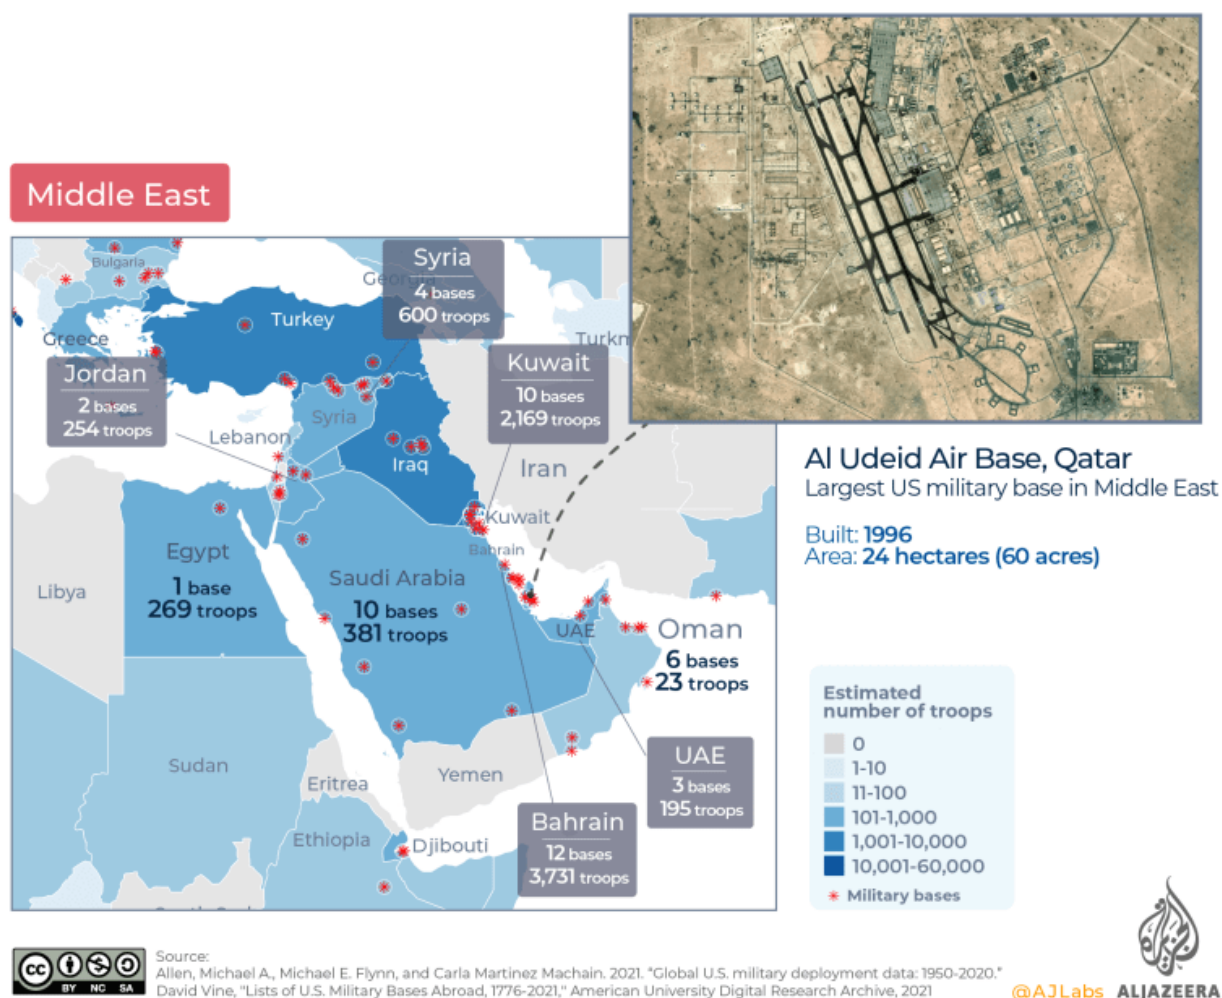 Middle East
Bulgaria
Georgia
Greece
Turkey
Syria
4 bases
600 troops
Jordan
2 bases
254 troops
Kuwait
10 bases
2,169 troops
Lebanon
Syria
Iraq
Iran
Kuwait
Bahrain
Egypt
1 base
269 troops
Libya
Saudi Arabia
10 bases
381 troops
UAE
Oman
6 bases
23 troops
Sudan
Eritrea
Yemen
Ethiopia
Djibouti
UAE
3 bases
195 troops
Bahrain
12 bases
3,731 troops
Al Udeid Air Base, Qatar
Largest US military base in Middle East
Built: 1996
Area: 24 hectares (60 acres)
Estimated
number of troops
0
1-10
11-100
101-1,000
1,001-10,000
10,001-60,000
Military bases
CC BY NC SA
Source:
Allen, Michael A., Michael E. Flynn, and Carla Martinez Machain. 2021. “Global U.S. military deployment data: 1950-2020.”
David Vine, "Lists of U.S. Military Bases Abroad, 1776-2021," American University Digital Research Archive, 2021
@AJLabs ALJAZEERA